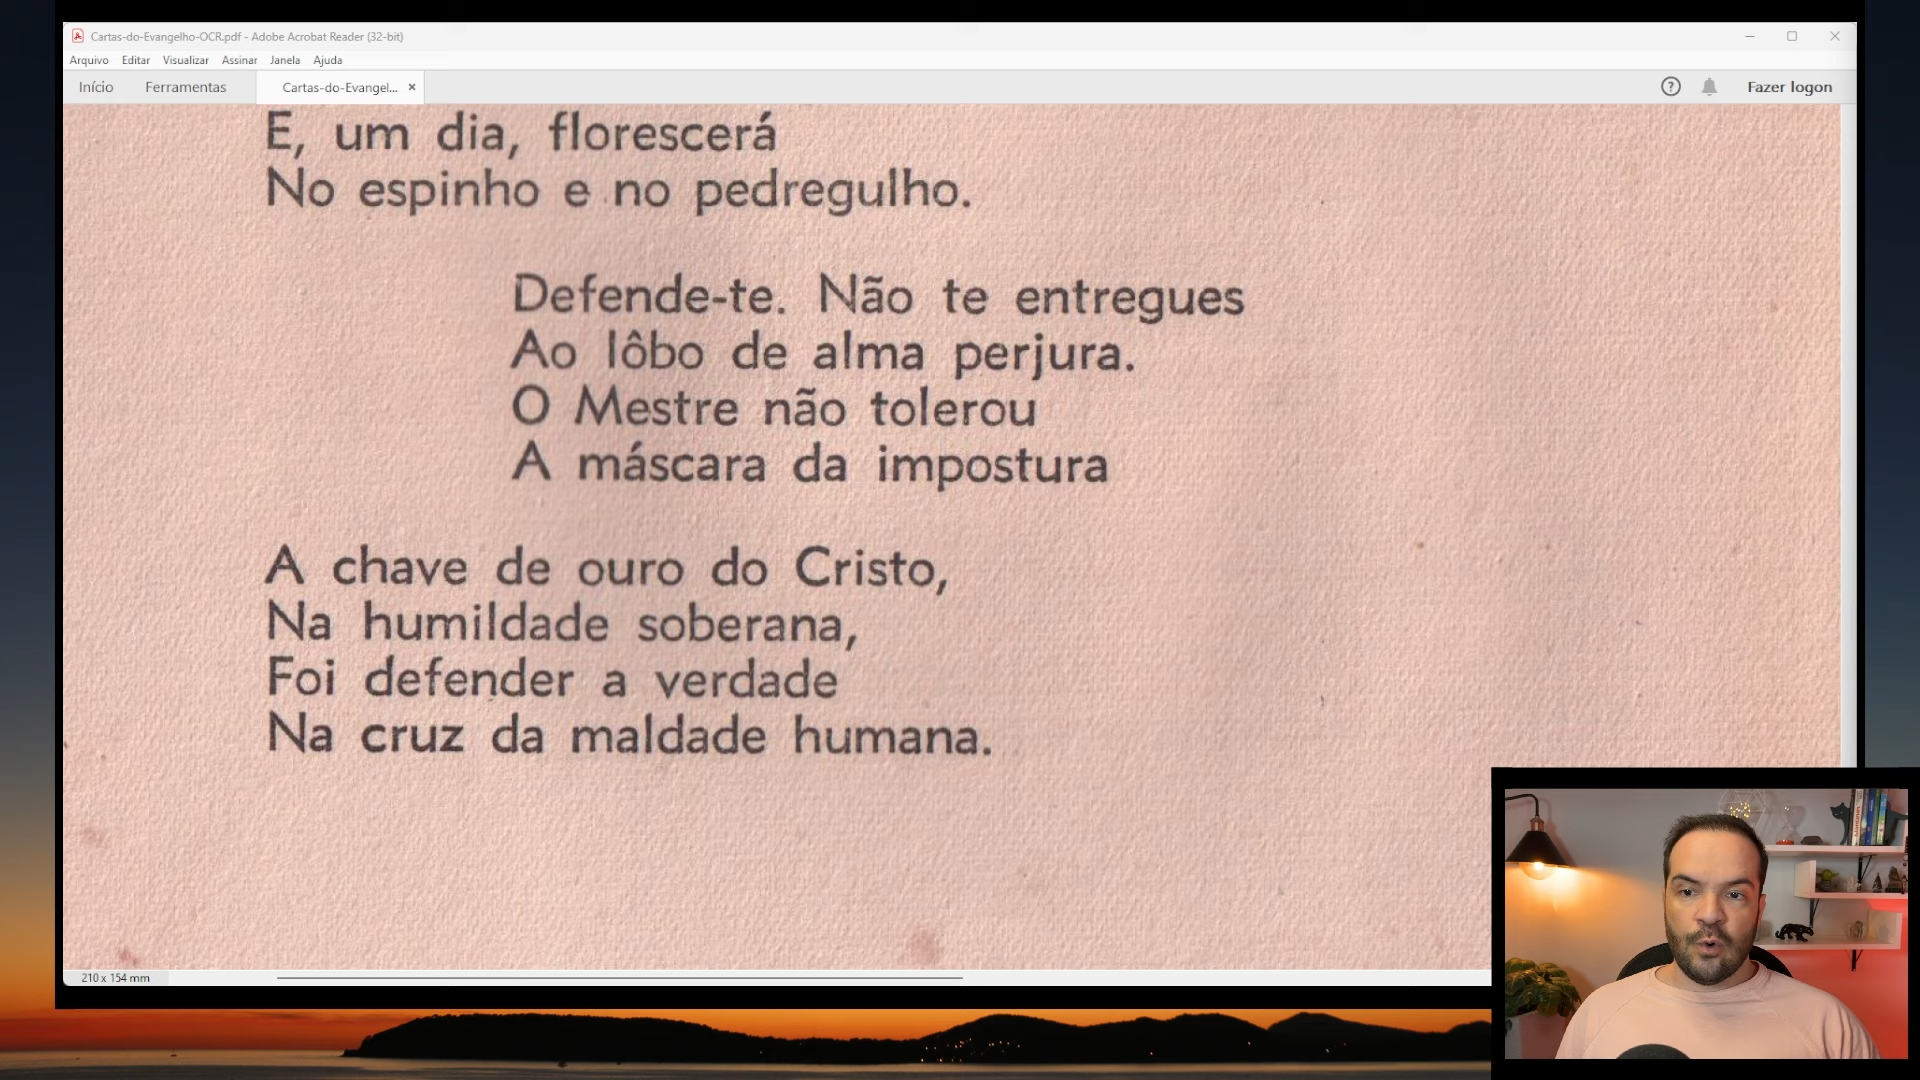 Cartas-do-Evangelho-OCR.pdf - Adobe Acrobat Reader (32-bit)
Arquivo Editar Visualizar Assinar Janela Ajuda
Início Ferramentas Cartas-do-Evangel... × Fazer logon
E, um dia, florescerá
No espinho e no pedregulho.
Defende-te. Não te entregues
Ao lôbo de alma perjura.
O Mestre não tolerou
A máscara da impostura
A chave de ouro do Cristo,
Na humildade soberana,
Foi defender a verdade
Na cruz da maldade humana.
210 x 154 mm